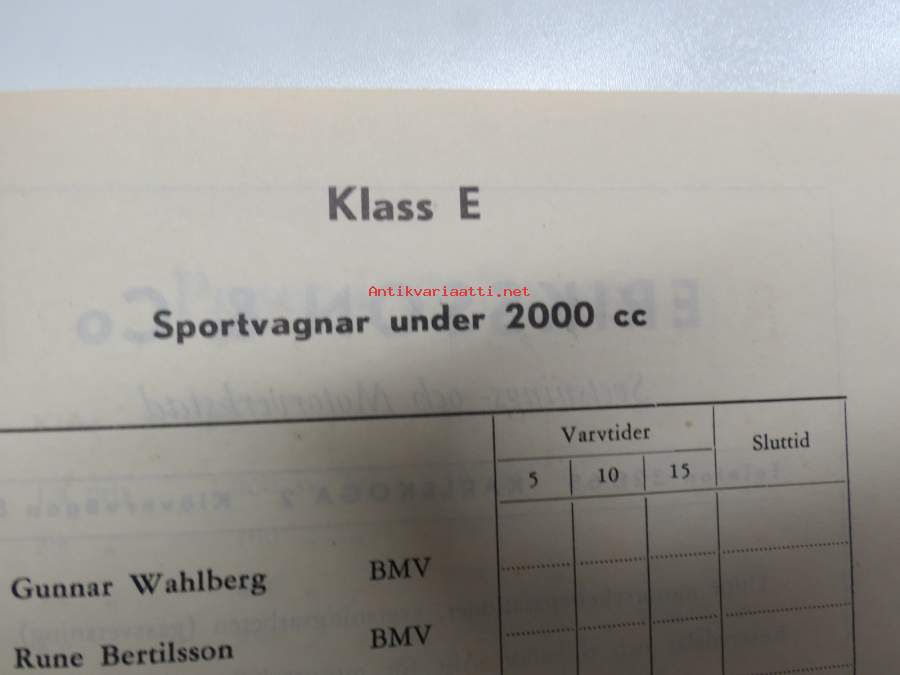 Klass E
Antikvariaatti.net
Sportvagnar under 2000 cc
Varvtider Sluttid
5 10 15
Gunnar Wahlberg BMV
Rune Bertilsson BMV